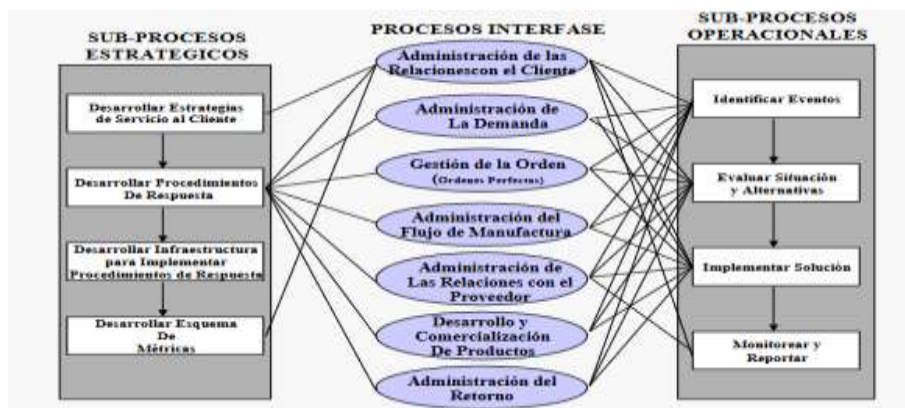 SUB-PROCESOS
ESTRATEGICOS
Desarrollar Estrategias
de Servicio al Cliente
Desarrollar Procedimientos
De Respuesta
Desarrollar Infraestructura
para Implementar
Procedimientos de Respuesta
Desarrollar Esquema
De
Métricas
PROCESOS INTERFASE
Administración de las
Relacionescon el Cliente
Administración de
La Demanda
Gestión de la Orden
(Ordenes Perfectas)
Administración del
Flujo de Manufactura
Administración de
Las Relaciones con el
Proveedor
Desarrollo y
Comercialización
De Productos
Administración del
Retorno
SUB-PROCESOS
OPERACIONALES
Identificar Eventos
Evaluar Situación
y Alternativas
Implementar Solución
Monitorear y
Reportar